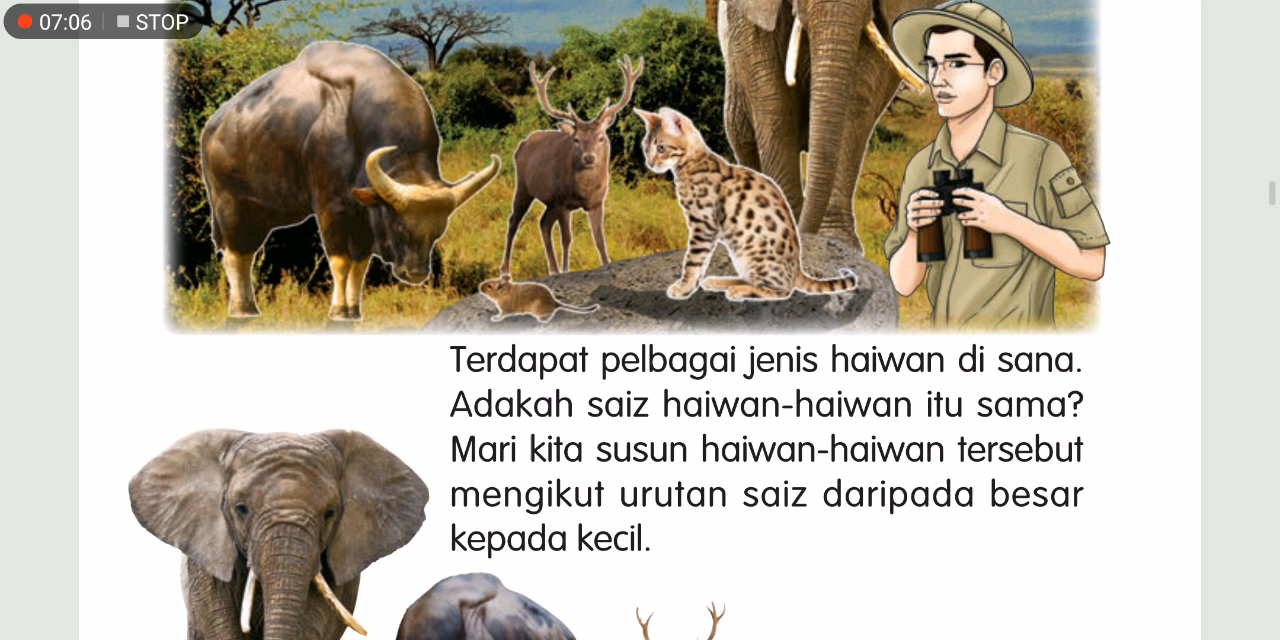 07:06 STOP
Terdapat pelbagai jenis haiwan di sana.
Adakah saiz haiwan-haiwan itu sama?
Mari kita susun haiwan-haiwan tersebut
mengikut urutan saiz daripada besar
kepada kecil.